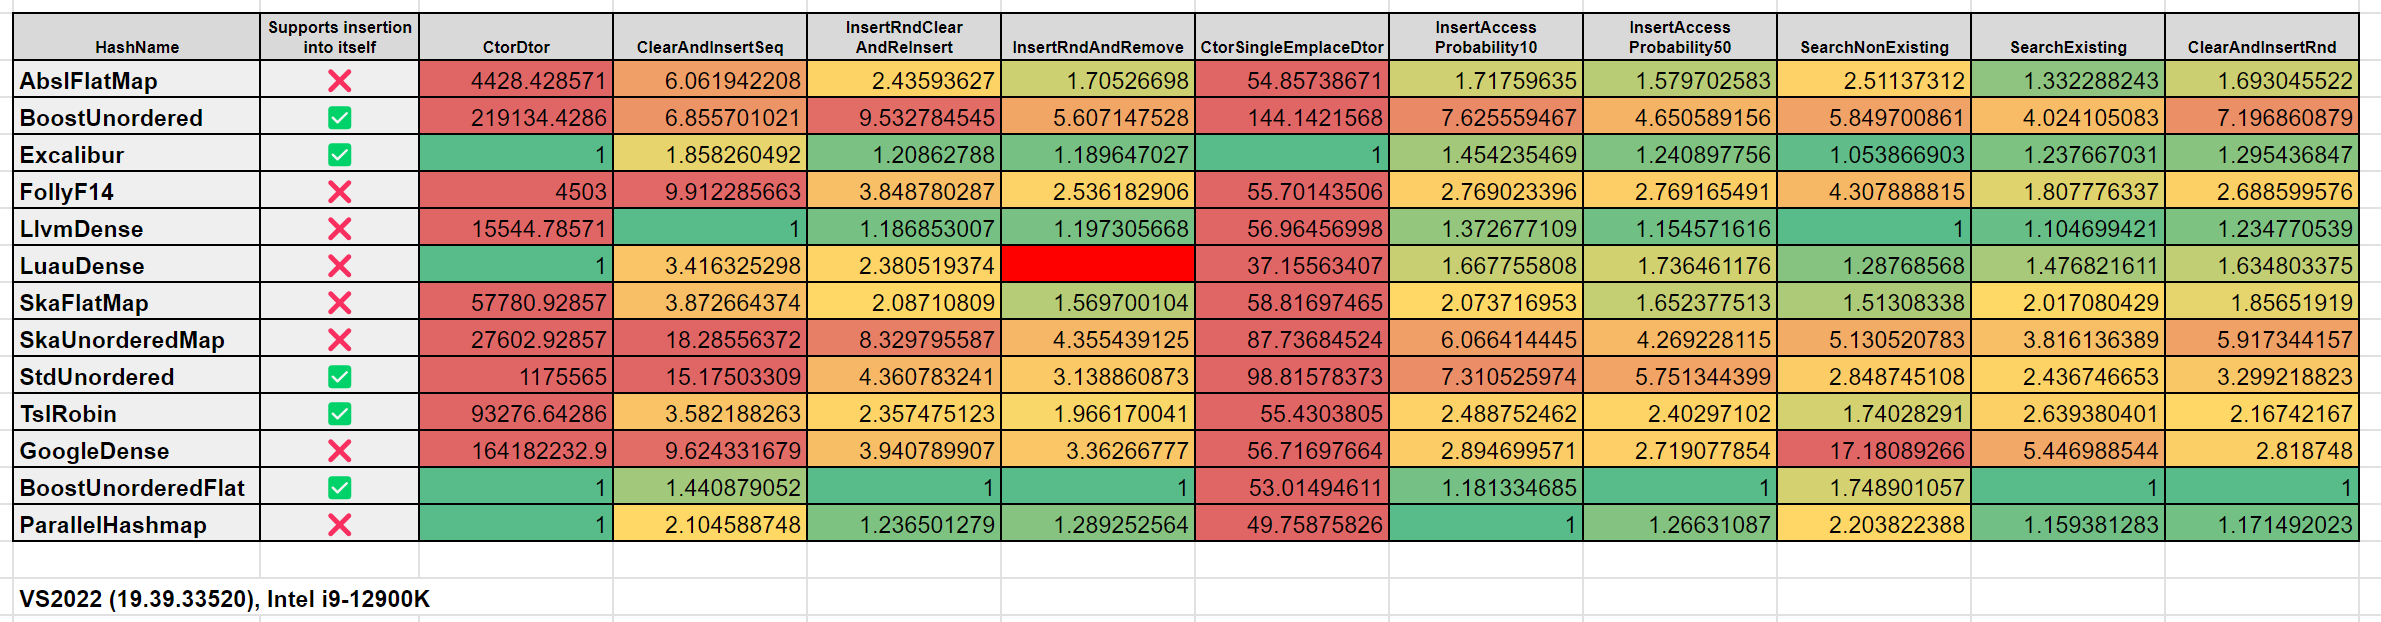 HashName Supports insertion into itself CtorDtor ClearAndInsertSeq InsertRndClear AndReInsert InsertRndAndRemove CtorSingleEmplaceDtor InsertAccess Probability10 InsertAccess Probability50 SearchNonExisting SearchExisting ClearAndInsertRnd
AbslFlatMap ❌ 4428.428571 6.061942208 2.43593627 1.70526698 54.85738671 1.71759635 1.579702583 2.51137312 1.332288243 1.693045522
BoostUnordered ✅ 219134.4286 6.855701021 9.532784545 5.607147528 144.1421568 7.625559467 4.650589156 5.849700861 4.024105083 7.196860879
Excalibur ✅ 1 1.858260492 1.20862788 1.189647027 1 1.454235469 1.240897756 1.053866903 1.237667031 1.295436847
FollyF14 ❌ 4503 9.912285663 3.848780287 2.536182906 55.70143506 2.769023396 2.769165491 4.307888815 1.807776337 2.688599576
LlvmDense ❌ 15544.78571 1 1.186853007 1.197305668 56.96456998 1.372677109 1.154571616 1 1.104699421 1.234770539
LuauDense ❌ 1 3.416325298 2.380519374 37.15563407 1.667755808 1.736461176 1.28768568 1.476821611 1.634803375
SkaFlatMap ❌ 57780.92857 3.872664374 2.08710809 1.569700104 58.81697465 2.073716953 1.652377513 1.51308338 2.017080429 1.85651919
SkaUnorderedMap ❌ 27602.92857 18.28556372 8.329795587 4.355439125 87.73684524 6.066414445 4.269228115 5.130520783 3.816136389 5.917344157
StdUnordered ✅ 1175565 15.17503309 4.360783241 3.138860873 98.81578373 7.310525974 5.751344399 2.848745108 2.436746653 3.299218823
TslRobin ✅ 93276.64286 3.582188263 2.357475123 1.966170041 55.4303805 2.488752462 2.40297102 1.74028291 2.639380401 2.16742167
GoogleDense ❌ 164182232.9 9.624331679 3.940789907 3.36266777 56.71697664 2.894699571 2.719077854 17.18089266 5.446988544 2.818748
BoostUnorderedFlat ✅ 1 1.440879052 1 1 53.01494611 1.181334685 1 1.748901057 1 1
ParallelHashmap ❌ 1 2.104588748 1.236501279 1.289252564 49.75875826 1 1.26631087 2.203822388 1.159381283 1.171492023
VS2022 (19.39.33520), Intel i9-12900K